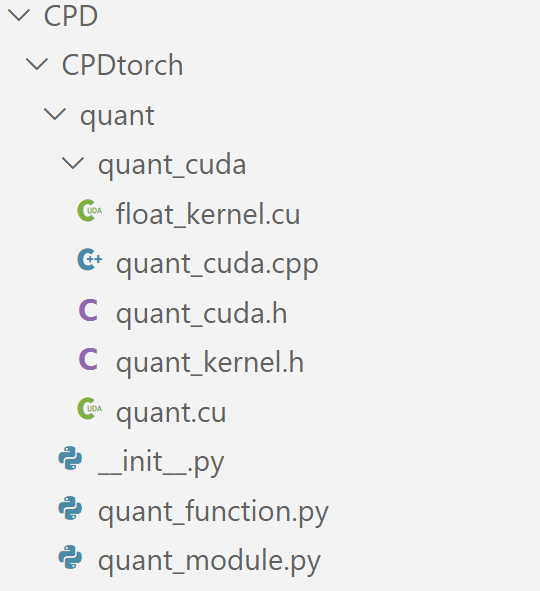 CPD
CPDtorch
quant
quant_cuda
float_kernel.cu
quant_cuda.cpp
quant_cuda.h
quant_kernel.h
quant.cu
__init__.py
quant_function.py
quant_module.py